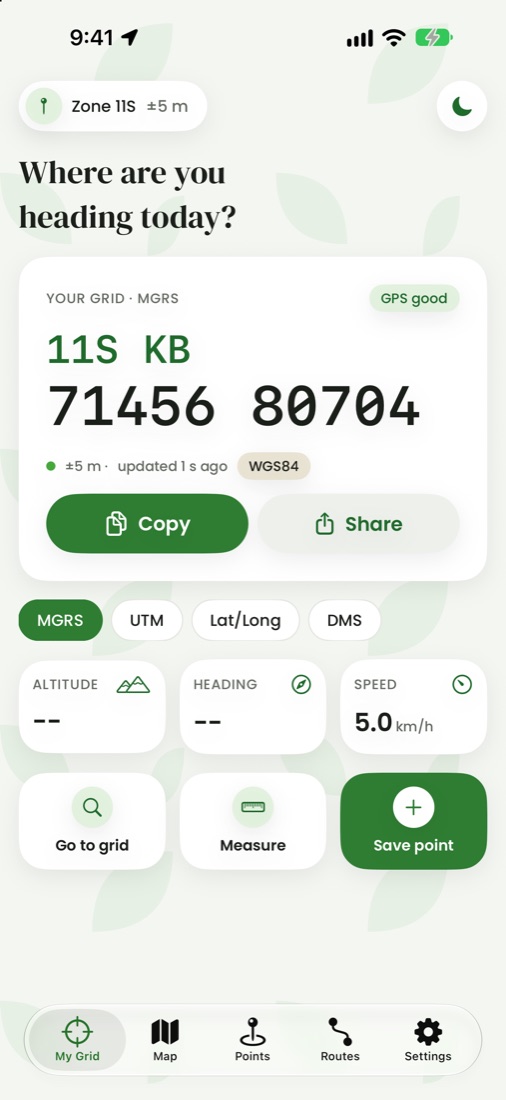 9:41
Zone 11S ±5 m
Where are you
heading today?
YOUR GRID · MGRS GPS good
11S KB
71456 80704
±5 m · updated 1 s ago WGS84
Copy Share
MGRS UTM Lat/Long DMS
ALTITUDE HEADING SPEED
-- -- 5.0 km/h
Go to grid Measure Save point
My Grid Map Points Routes Settings